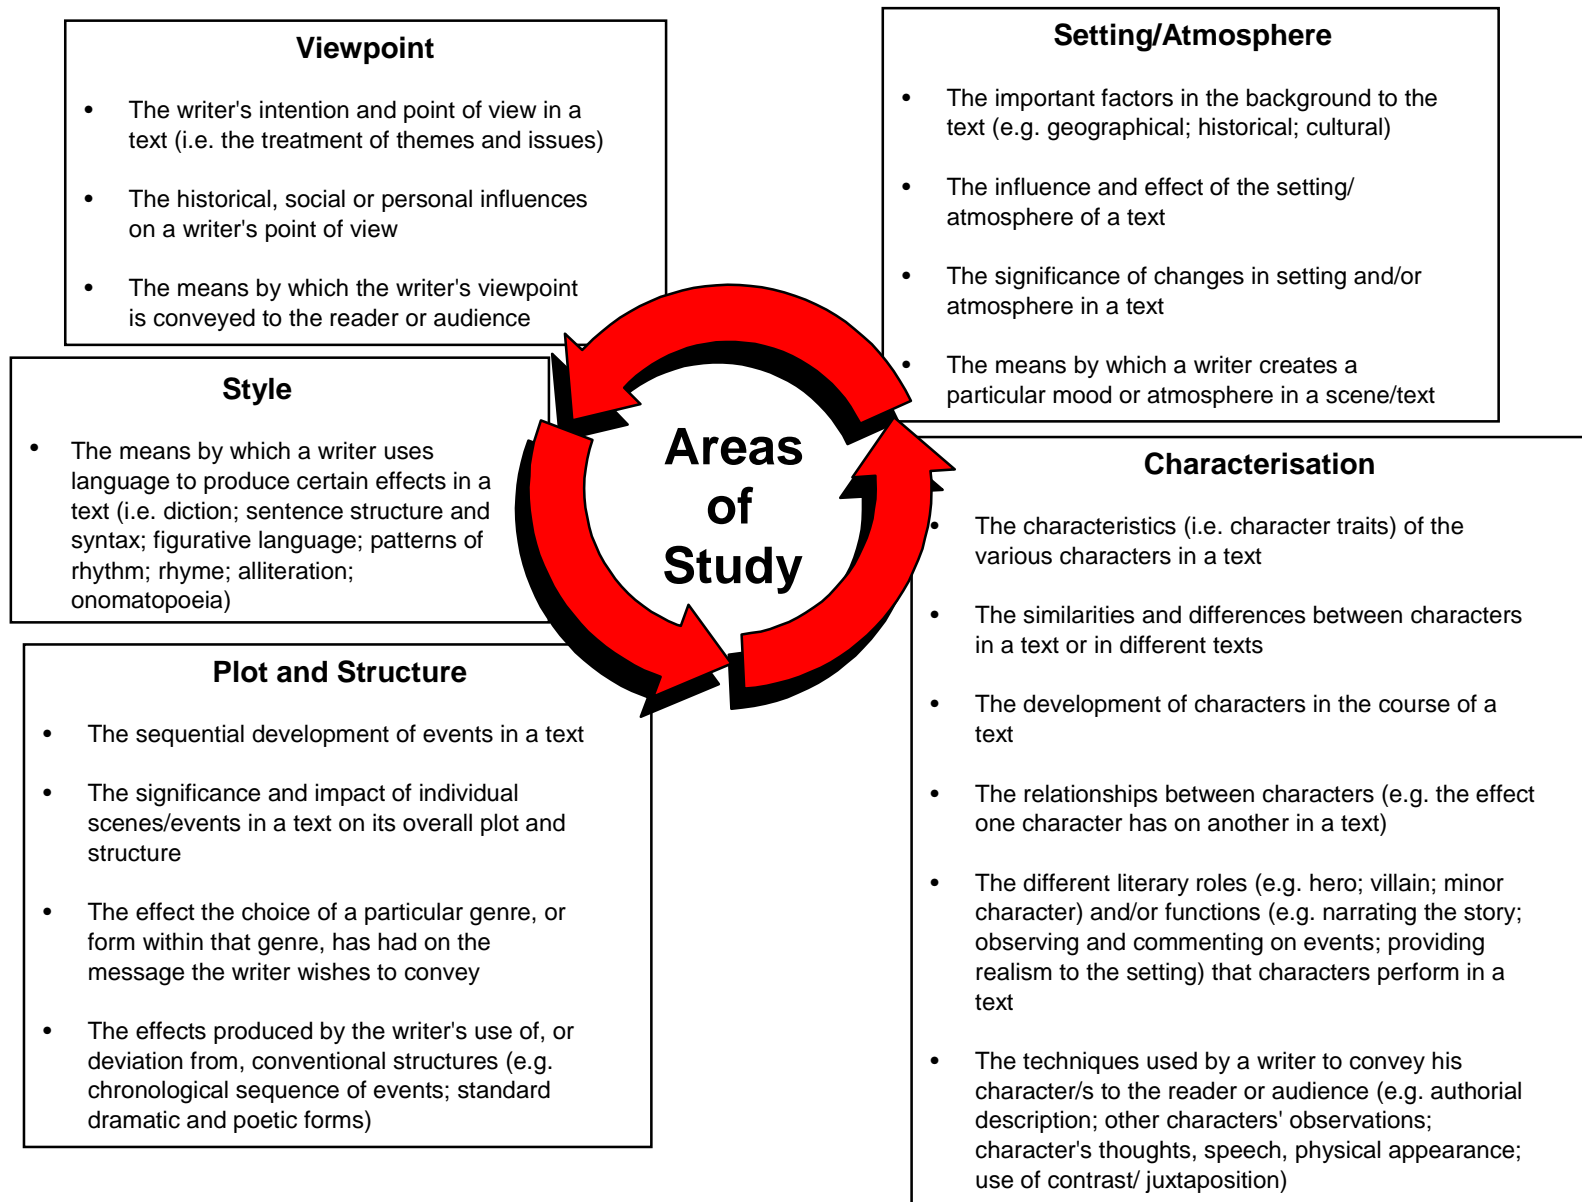 Viewpoint
• The writer's intention and point of view in a
text (i.e. the treatment of themes and issues)
• The historical, social or personal influences
on a writer's point of view
• The means by which the writer's viewpoint
is conveyed to the reader or audience
Setting/Atmosphere
• The important factors in the background to the
text (e.g. geographical; historical; cultural)
• The influence and effect of the setting/
atmosphere of a text
• The significance of changes in setting and/or
atmosphere in a text
• The means by which a writer creates a
particular mood or atmosphere in a scene/text
Style
• The means by which a writer uses
language to produce certain effects in a
text (i.e. diction; sentence structure and
syntax; figurative language; patterns of
rhythm; rhyme; alliteration;
onomatopoeia)
Areas
of
Study
Characterisation
• The characteristics (i.e. character traits) of the
various characters in a text
• The similarities and differences between characters
in a text or in different texts
• The development of characters in the course of a
text
• The relationships between characters (e.g. the effect
one character has on another in a text)
• The different literary roles (e.g. hero; villain; minor
character) and/or functions (e.g. narrating the story;
observing and commenting on events; providing
realism to the setting) that characters perform in a
text
• The techniques used by a writer to convey his
character/s to the reader or audience (e.g. authorial
description; other characters' observations;
character's thoughts, speech, physical appearance;
use of contrast/ juxtaposition)
Plot and Structure
• The sequential development of events in a text
• The significance and impact of individual
scenes/events in a text on its overall plot and
structure
• The effect the choice of a particular genre, or
form within that genre, has had on the
message the writer wishes to convey
• The effects produced by the writer's use of, or
deviation from, conventional structures (e.g.
chronological sequence of events; standard
dramatic and poetic forms)